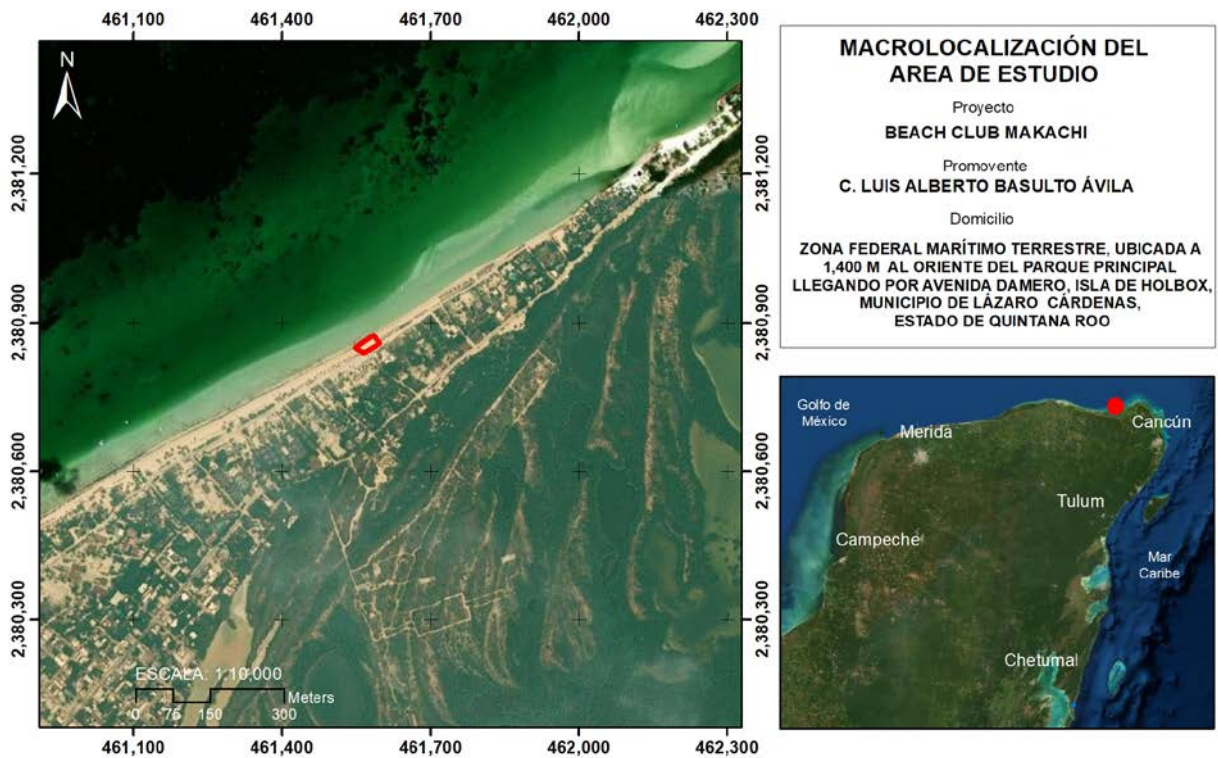 461,100 461,400 461,700 462,000 462,300
N
2,381,200 2,381,200
2,380,900 2,380,900
2,380,600 2,380,600
2,380,300 2,380,300
ESCALA: 1:10,000
Meters
0 75 150 300
461,100 461,400 461,700 462,000 462,300
MACROLOCALIZACIÓN DEL
AREA DE ESTUDIO
Proyecto
BEACH CLUB MAKACHI
Promovente
C. LUIS ALBERTO BASULTO ÁVILA
Domicilio
ZONA FEDERAL MARÍTIMO TERRESTRE, UBICADA A
1,400 M AL ORIENTE DEL PARQUE PRINCIPAL
LLEGANDO POR AVENIDA DAMERO, ISLA DE HOLBOX,
MUNICIPIO DE LÁZARO CÁRDENAS,
ESTADO DE QUINTANA ROO
Golfo de
México
Merida
Cancún
Tulum
Campeche
Mar
Caribe
Chetumal